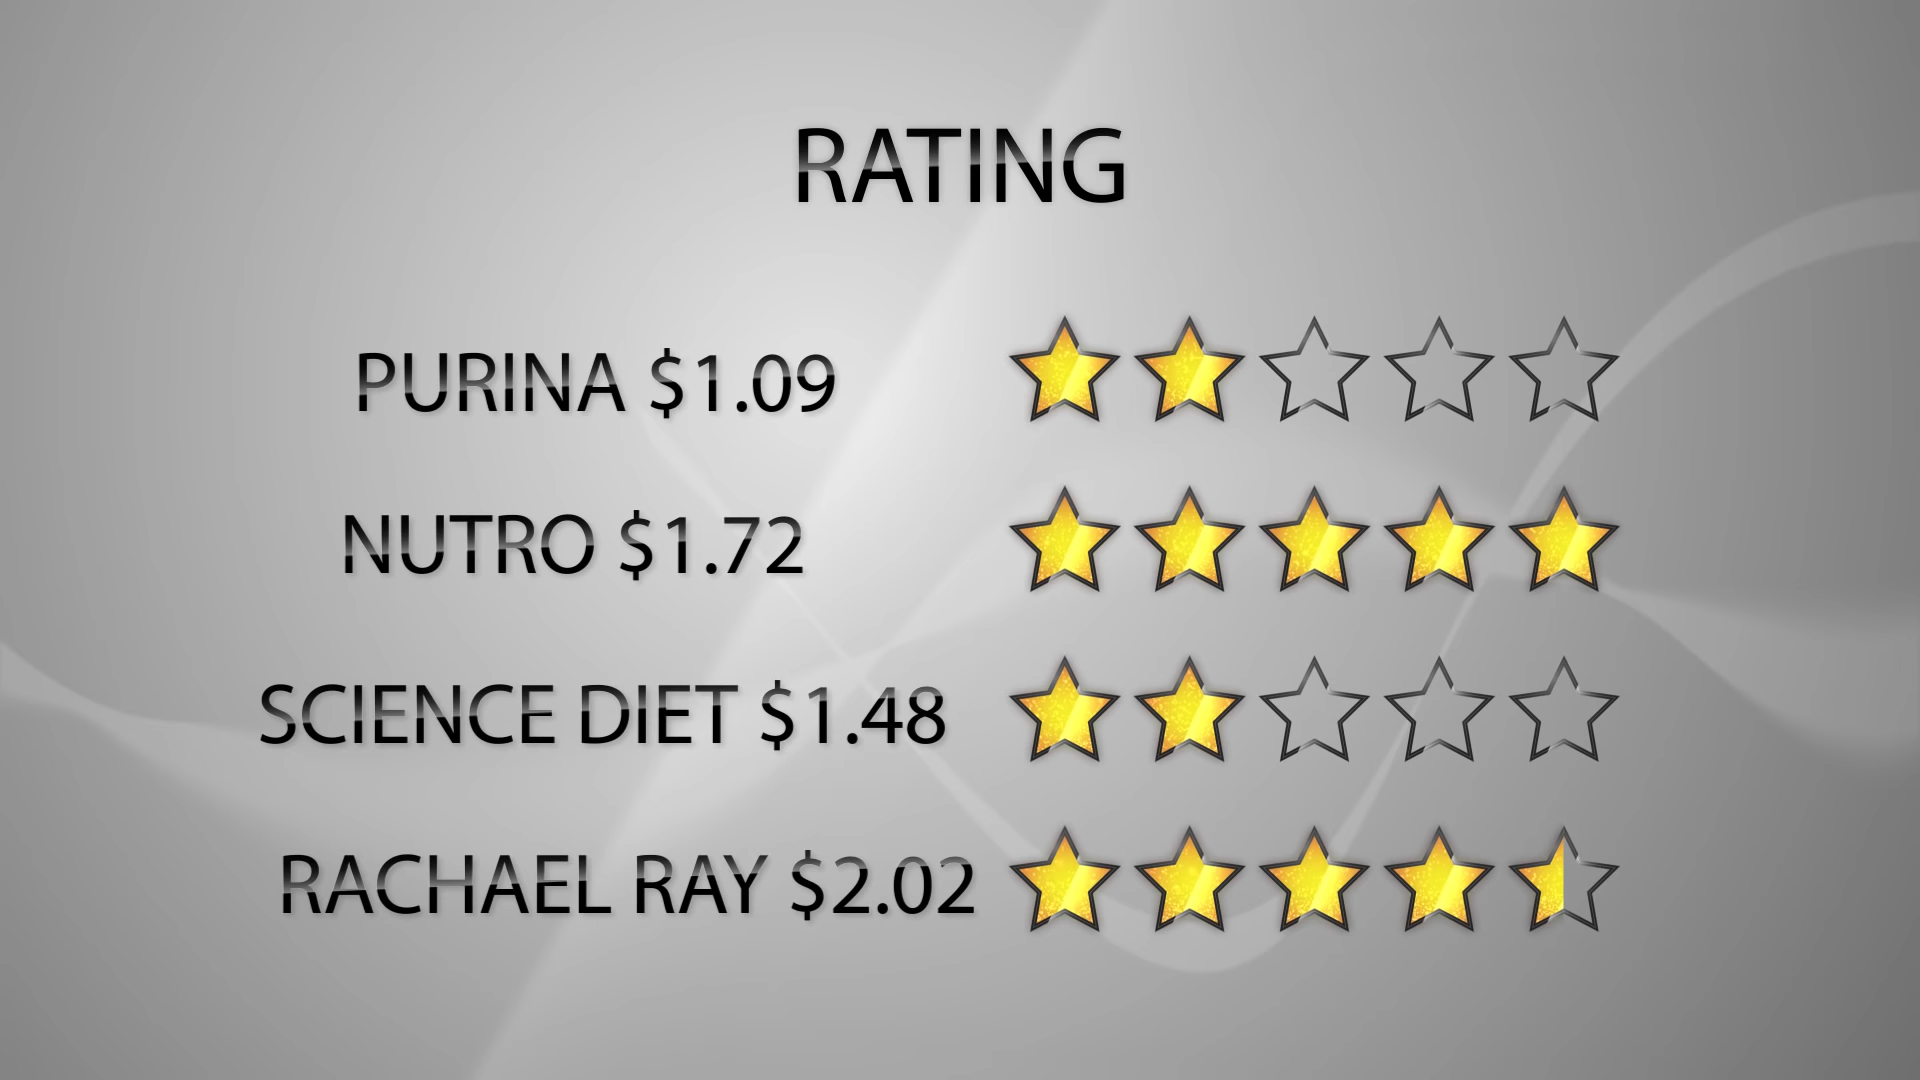 RATING
PURINA $1.09
NUTRO $1.72
SCIENCE DIET $1.48
RACHAEL RAY $2.02